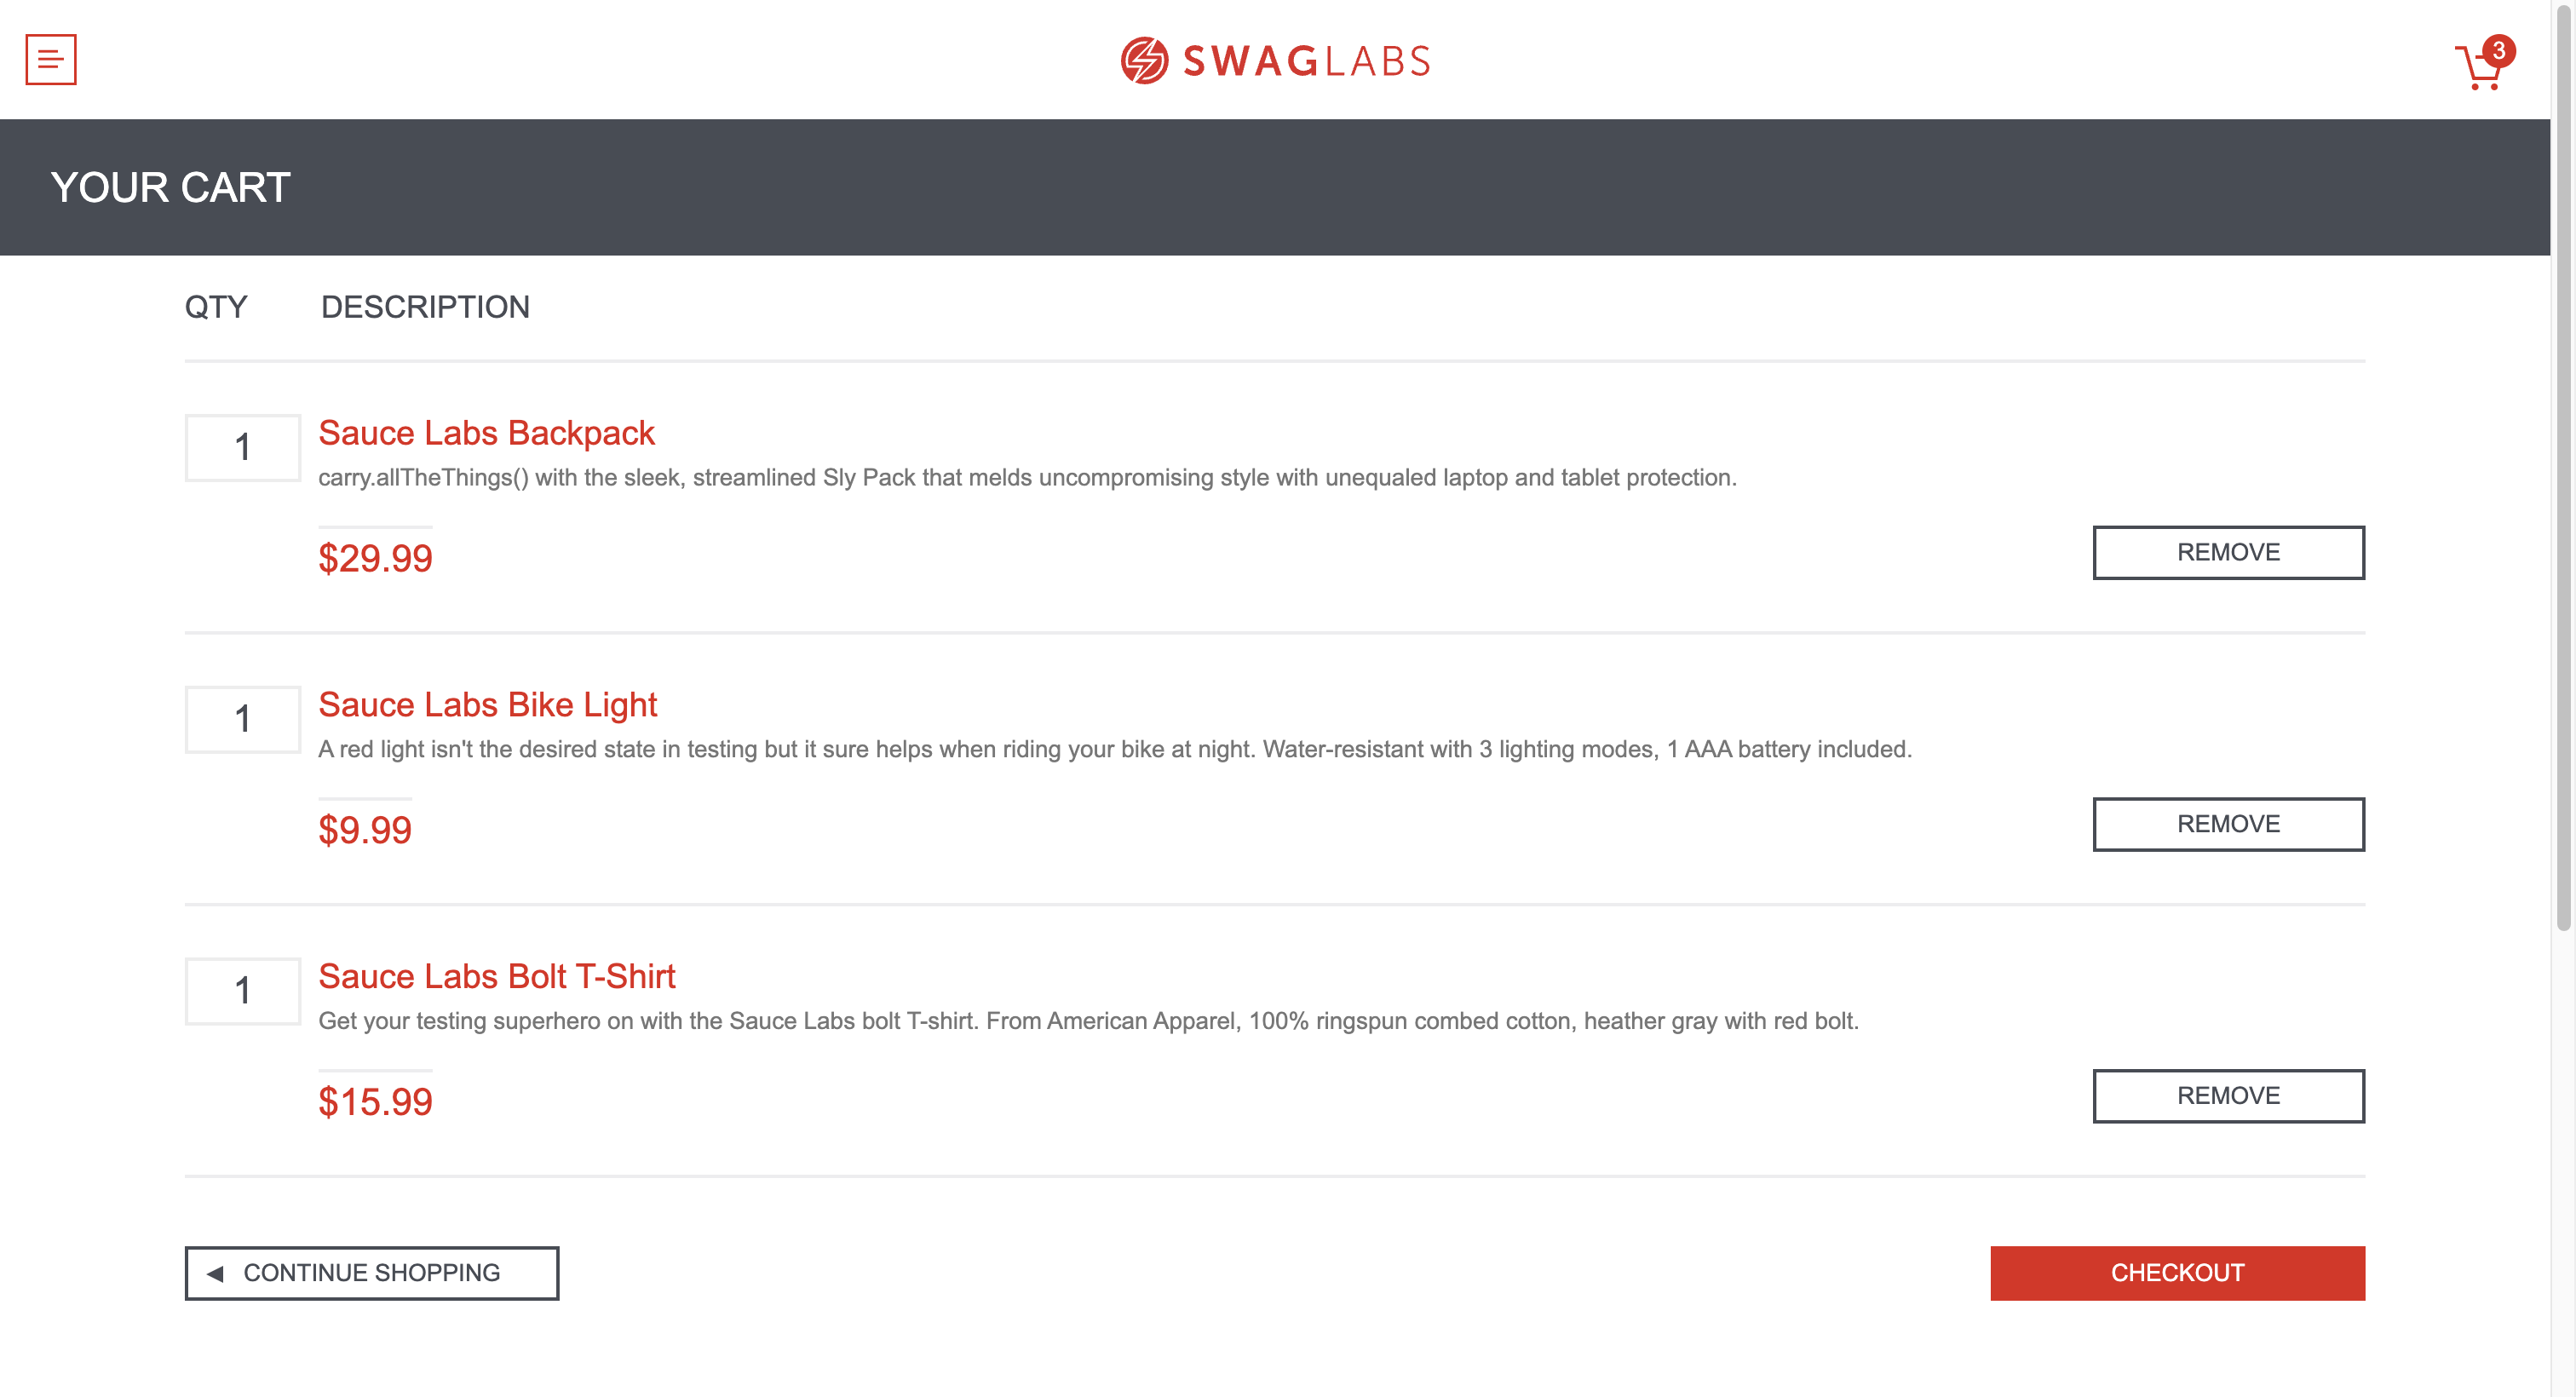 SWAGLABS
3
YOUR CART
QTY DESCRIPTION
1
Sauce Labs Backpack
carry.allTheThings() with the sleek, streamlined Sly Pack that melds uncompromising style with unequaled laptop and tablet protection.
$29.99
REMOVE
1
Sauce Labs Bike Light
A red light isn't the desired state in testing but it sure helps when riding your bike at night. Water-resistant with 3 lighting modes, 1 AAA battery included.
$9.99
REMOVE
1
Sauce Labs Bolt T-Shirt
Get your testing superhero on with the Sauce Labs bolt T-shirt. From American Apparel, 100% ringspun combed cotton, heather gray with red bolt.
$15.99
REMOVE
CONTINUE SHOPPING
CHECKOUT